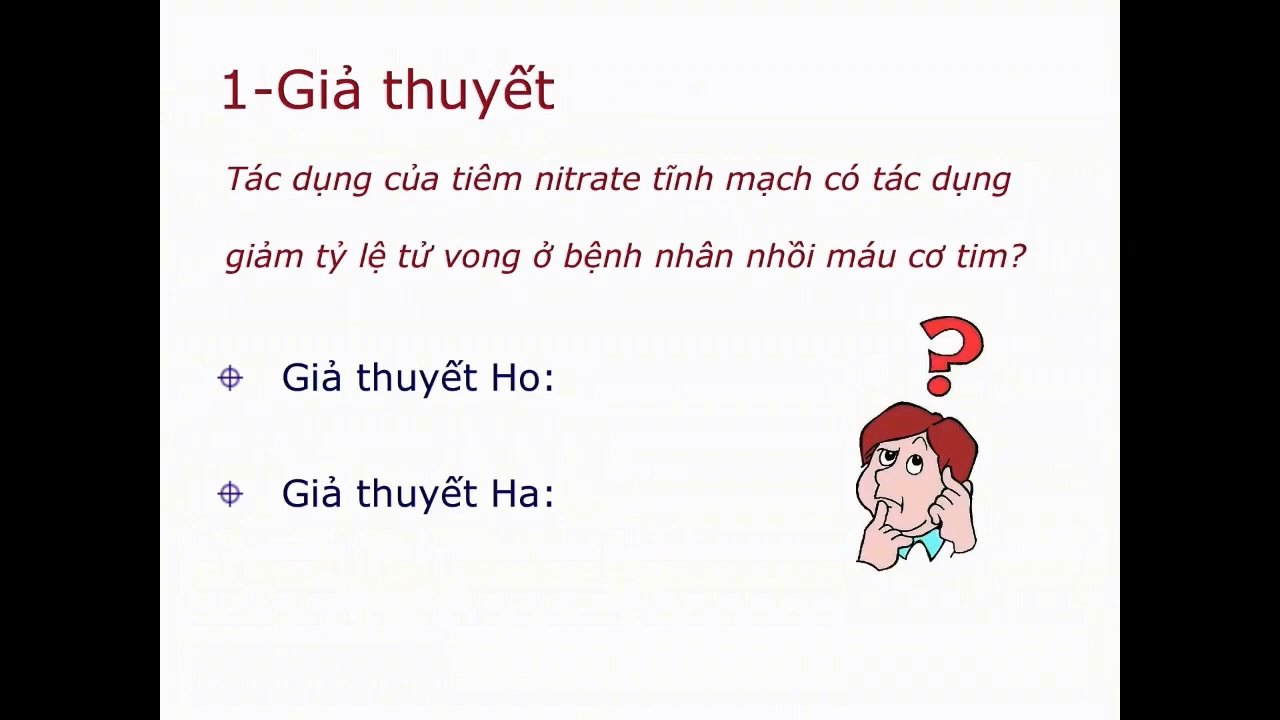 1-Giả thuyết
Tác dụng của tiêm nitrate tĩnh mạch có tác dụng
giảm tỷ lệ tử vong ở bệnh nhân nhồi máu cơ tim?
Giả thuyết Ho:
Giả thuyết Ha: